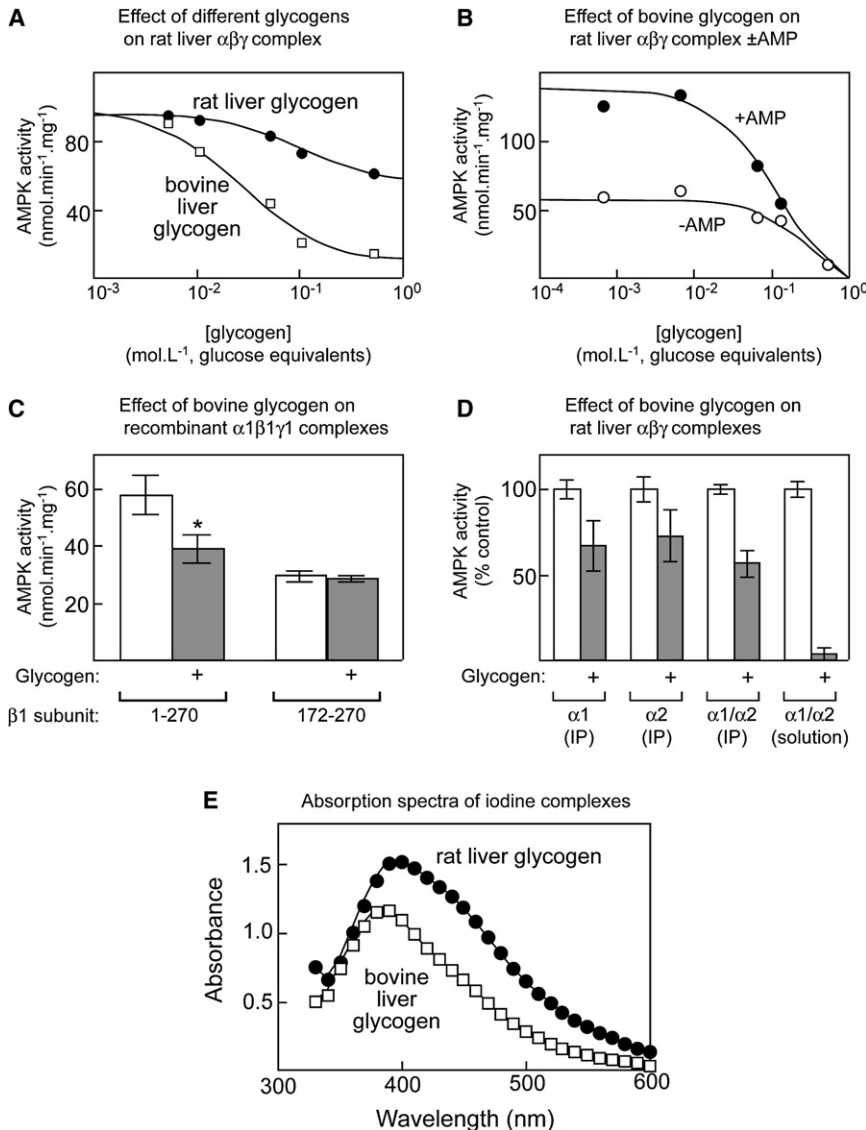 A
Effect of different glycogens
on rat liver αβγ complex
AMPK activity
(nmol.min⁻¹.mg⁻¹)
80
40
rat liver glycogen
bovine
liver
glycogen
10⁻³ 10⁻² 10⁻¹ 10⁰
[glycogen]
(mol.L⁻¹, glucose equivalents)
B
Effect of bovine glycogen on
rat liver αβγ complex ±AMP
AMPK activity
(nmol.min⁻¹.mg⁻¹)
100
50
+AMP
-AMP
10⁻⁴ 10⁻³ 10⁻² 10⁻¹ 10⁰
[glycogen]
(mol.L⁻¹, glucose equivalents)
C
Effect of bovine glycogen on
recombinant α1β1γ1 complexes
AMPK activity
(nmol.min⁻¹.mg⁻¹)
60
40
20
*
Glycogen: + +
β1 subunit: 1-270 172-270
D
Effect of bovine glycogen on
rat liver αβγ complexes
AMPK activity
(% control)
100
50
Glycogen: + + + +
α1 α2 α1/α2 α1/α2
(IP) (IP) (IP) (solution)
E
Absorption spectra of iodine complexes
Absorbance
1.5
1.0
0.5
rat liver glycogen
bovine
liver
glycogen
300 400 500 600
Wavelength (nm)